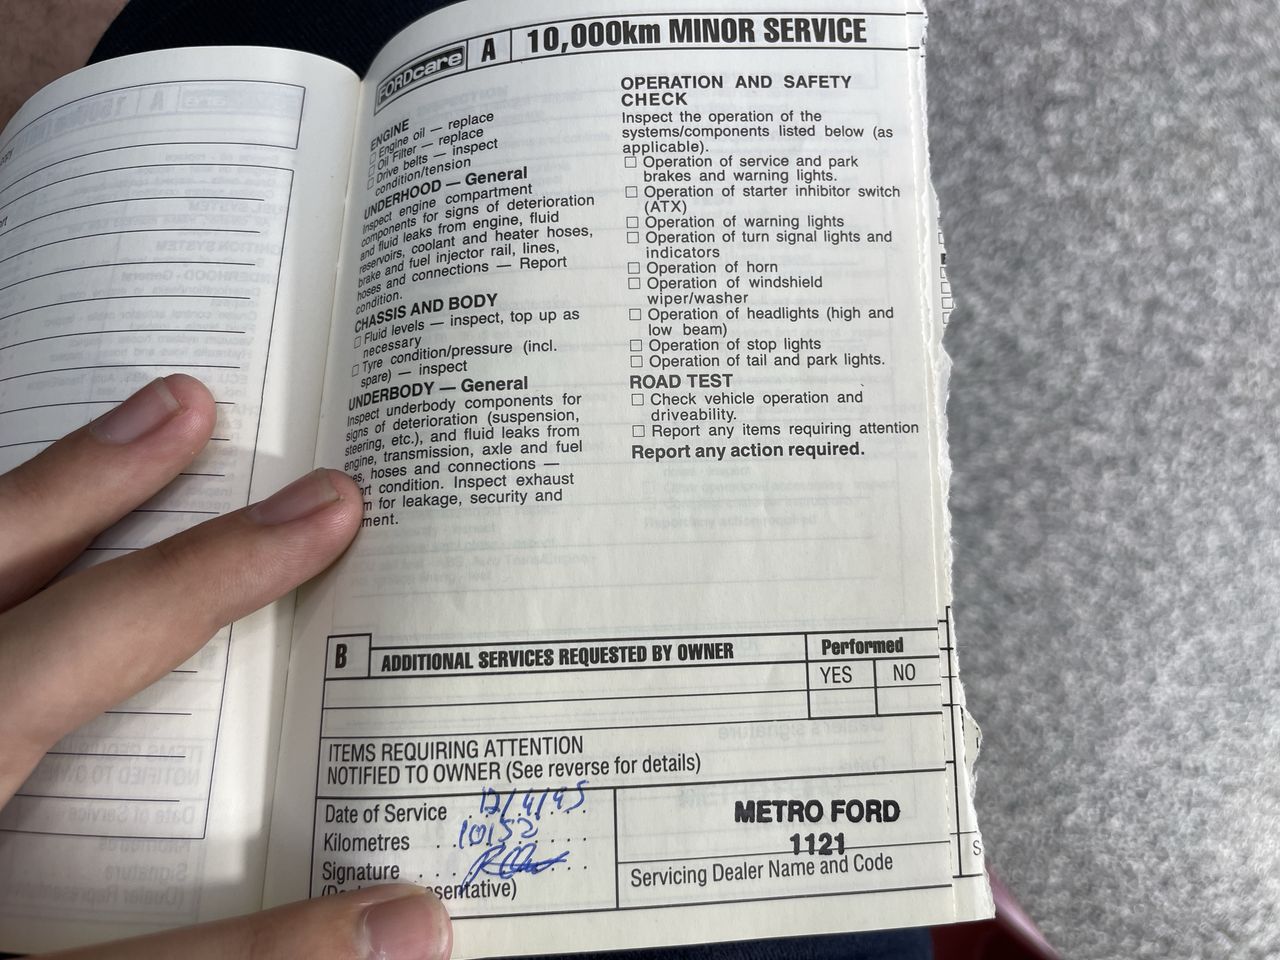 FORDcare A 10,000km MINOR SERVICE
ENGINE
Engine oil — replace
Oil Filter — replace
Drive belts — inspect
condition/tension
UNDERHOOD — General
Inspect engine compartment
components for signs of deterioration
and fluid leaks from engine, fluid
reservoirs, coolant and heater hoses,
brake and fuel injector rail, lines,
hoses and connections — Report
condition.
CHASSIS AND BODY
Fluid levels — inspect, top up as
necessary
Tyre condition/pressure (incl.
spare) — inspect
UNDERBODY — General
Inspect underbody components for
signs of deterioration (suspension,
steering, etc.), and fluid leaks from
engine, transmission, axle and fuel
hoses and connections —
condition. Inspect exhaust
for leakage, security and
OPERATION AND SAFETY
CHECK
Inspect the operation of the
systems/components listed below (as
applicable).
Operation of service and park
brakes and warning lights.
Operation of starter inhibitor switch
(ATX)
Operation of warning lights
Operation of turn signal lights and
indicators
Operation of horn
Operation of windshield
wiper/washer
Operation of headlights (high and
low beam)
Operation of stop lights
Operation of tail and park lights.
ROAD TEST
Check vehicle operation and
driveability.
Report any items requiring attention
Report any action required.
B ADDITIONAL SERVICES REQUESTED BY OWNER Performed
YES NO
ITEMS REQUIRING ATTENTION
NOTIFIED TO OWNER (See reverse for details)
Date of Service 12/4/95
Kilometres 10152
Signature
METRO FORD
1121
Servicing Dealer Name and Code